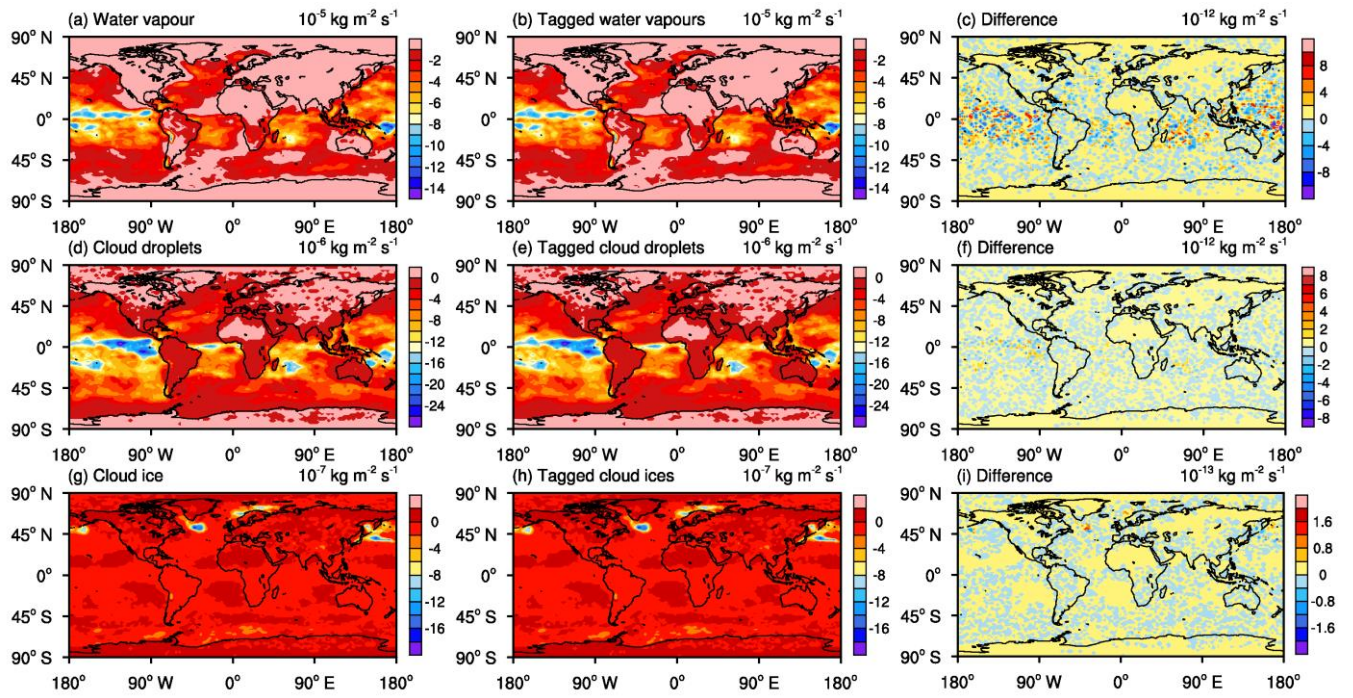 (a) Water vapour 10⁻⁵ kg m⁻² s⁻¹
90° N
45° N
0°
45° S
90° S
180° 90° W 0° 90° E 180°
-2
-4
-6
-8
-10
-12
-14
(b) Tagged water vapours 10⁻⁵ kg m⁻² s⁻¹
90° N
45° N
0°
45° S
90° S
180° 90° W 0° 90° E 180°
-2
-4
-6
-8
-10
-12
-14
(c) Difference 10⁻¹² kg m⁻² s⁻¹
90° N
45° N
0°
45° S
90° S
180° 90° W 0° 90° E 180°
8
4
0
-4
-8
(d) Cloud droplets 10⁻⁶ kg m⁻² s⁻¹
90° N
45° N
0°
45° S
90° S
180° 90° W 0° 90° E 180°
0
-4
-8
-12
-16
-20
-24
(e) Tagged cloud droplets 10⁻⁶ kg m⁻² s⁻¹
90° N
45° N
0°
45° S
90° S
180° 90° W 0° 90° E 180°
0
-4
-8
-12
-16
-20
-24
(f) Difference 10⁻¹² kg m⁻² s⁻¹
90° N
45° N
0°
45° S
90° S
180° 90° W 0° 90° E 180°
8
6
4
2
0
-2
-4
-6
-8
(g) Cloud ice 10⁻⁷ kg m⁻² s⁻¹
90° N
45° N
0°
45° S
90° S
180° 90° W 0° 90° E 180°
0
-4
-8
-12
-16
(h) Tagged cloud ices 10⁻⁷ kg m⁻² s⁻¹
90° N
45° N
0°
45° S
90° S
180° 90° W 0° 90° E 180°
0
-4
-8
-12
-16
(i) Difference 10⁻¹³ kg m⁻² s⁻¹
90° N
45° N
0°
45° S
90° S
180° 90° W 0° 90° E 180°
1.6
0.8
0
-0.8
-1.6